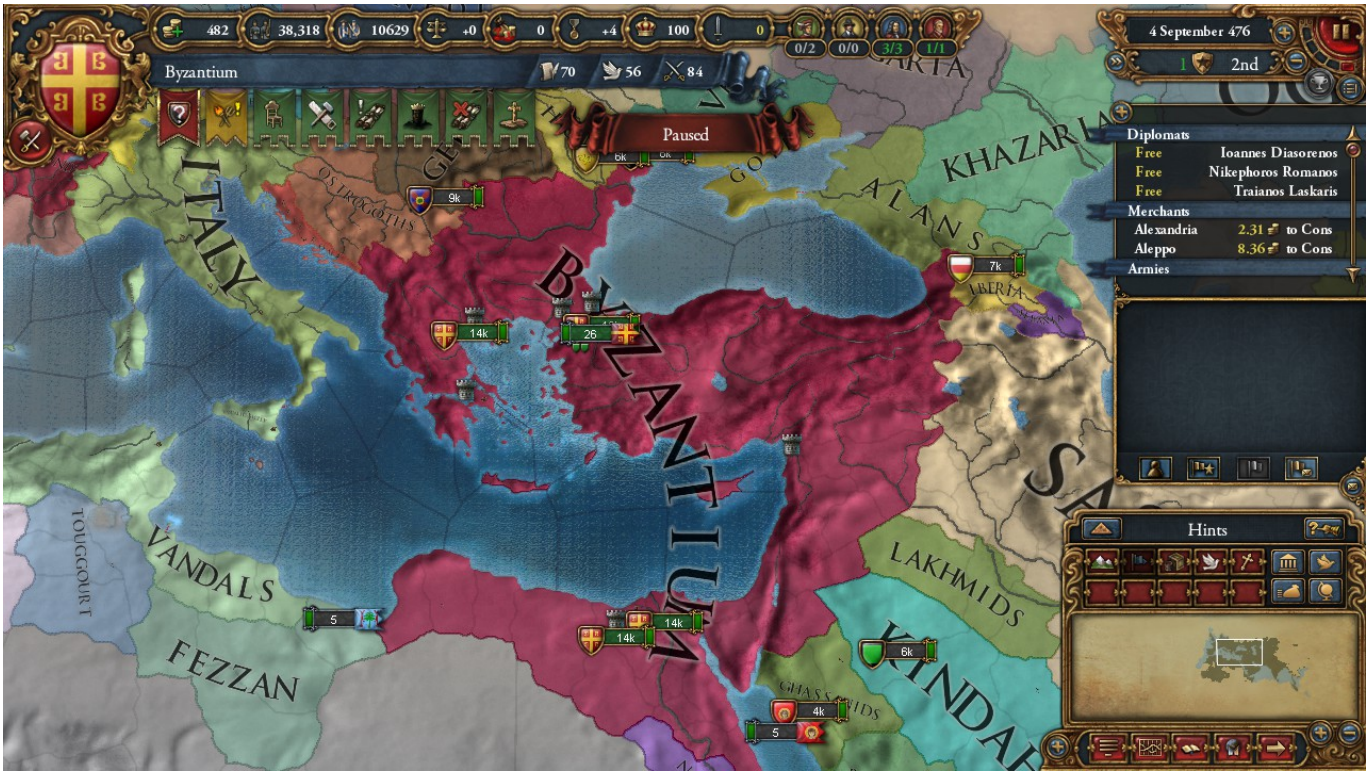 482 38,318 10629 +0 0 +4 100 0
0/2 0/0 3/3 1/1
4 September 476
1 2nd
Byzantium 70 56 84
Paused
Diplomats
Free Ioannes Diasorenos
Free Nikephoros Romanos
Free Traianos Laskaris
Merchants
Alexandria 2.31 to Cons
Aleppo 8.36 to Cons
Armies
KHAZARIA
ALANS
ITALY
OSTROGOTHS
9k
6k
7k
IBERIA
BYZANTIUM
14k
26
TOUGGOURT
VANDALS
LAKHMIDS
5
14k
14k
FEZZAN
KINDAH
6k
GHASSANIDS
4k
5
Hints